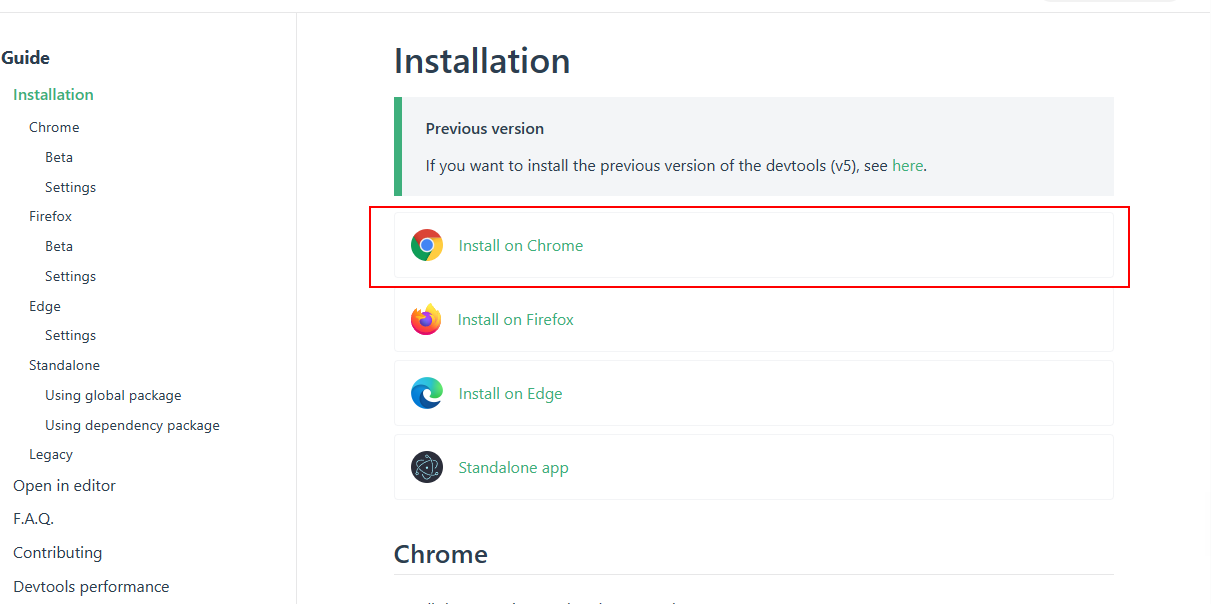 Guide
Installation
Chrome
Beta
Settings
Firefox
Beta
Settings
Edge
Settings
Standalone
Using global package
Using dependency package
Legacy
Open in editor
F.A.Q.
Contributing
Devtools performance
Installation
Previous version
If you want to install the previous version of the devtools (v5), see here.
Install on Chrome
Install on Firefox
Install on Edge
Standalone app
Chrome